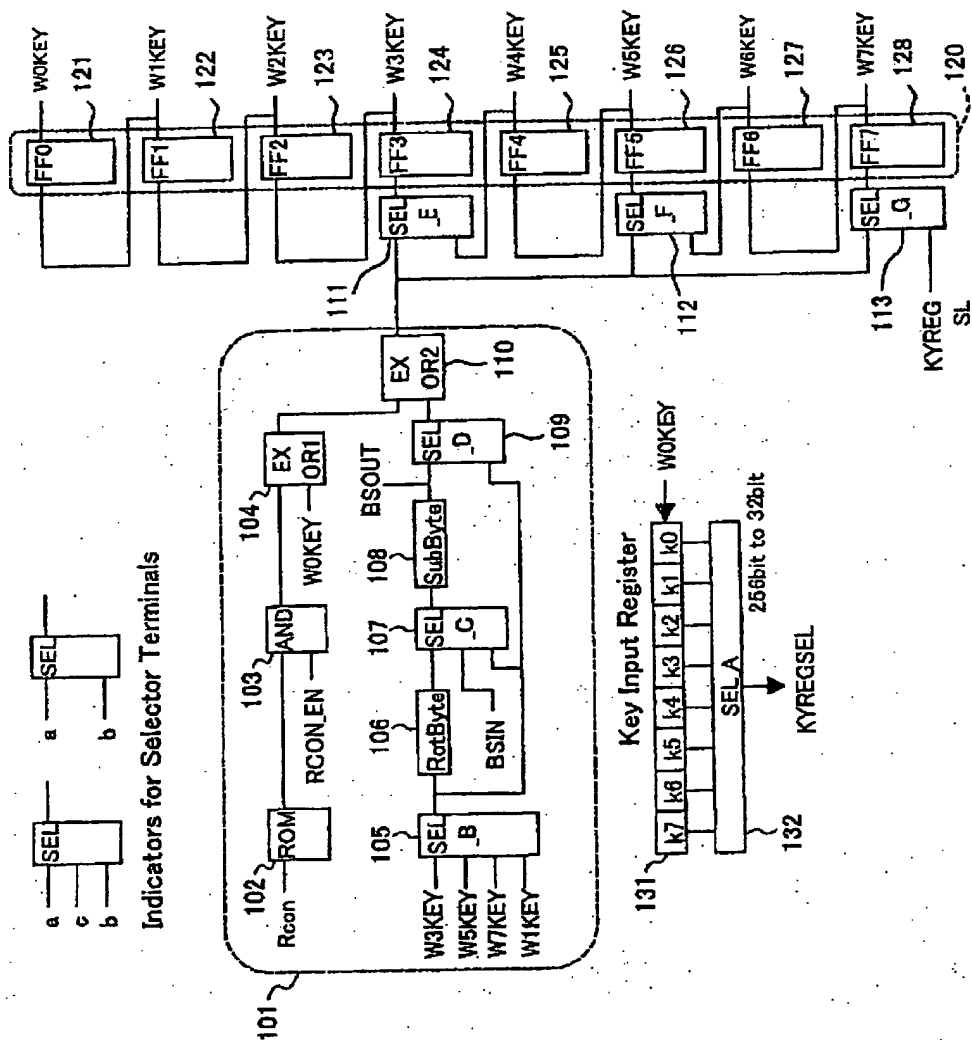 a
c
b
SEL
a
b
SEL
Indicators for Selector Terminals
101
Rcon
102
ROM
103
AND
RCON_EN
104
EX
OR1
W0KEY
W3KEY
W5KEY
W7KEY
W1KEY
105
SEL
_B
106
RotByte
BSIN
107
SEL
_C
108
SubByte
BSOUT
SEL
_D
109
EX
OR2
110
111
SEL
_E
SEL
_F
112
SEL
_G
113
KYREG
SL
FF0
W0KEY
121
FF1
W1KEY
122
FF2
W2KEY
123
FF3
W3KEY
124
FF4
W4KEY
125
FF5
W5KEY
126
FF6
W6KEY
127
FF7
W7KEY
128
120
Key Input Register
131
k7 k6 k5 k4 k3 k2 k1 k0
W0KEY
SEL_A
132
256bit to 32bit
KYREGSEL